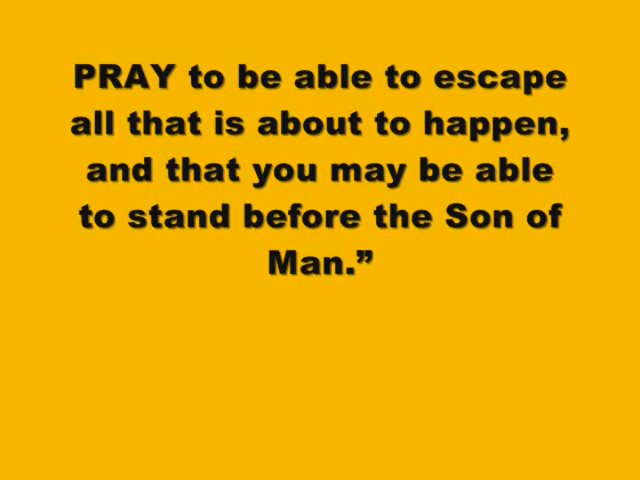 PRAY to be able to escape
all that is about to happen,
and that you may be able
to stand before the Son of
Man.”